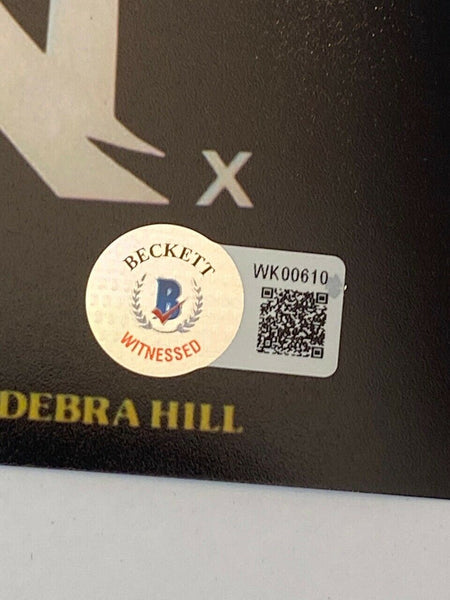 N
X
BECKETT
B
WITNESSED
WK00610
DEBRA HILL